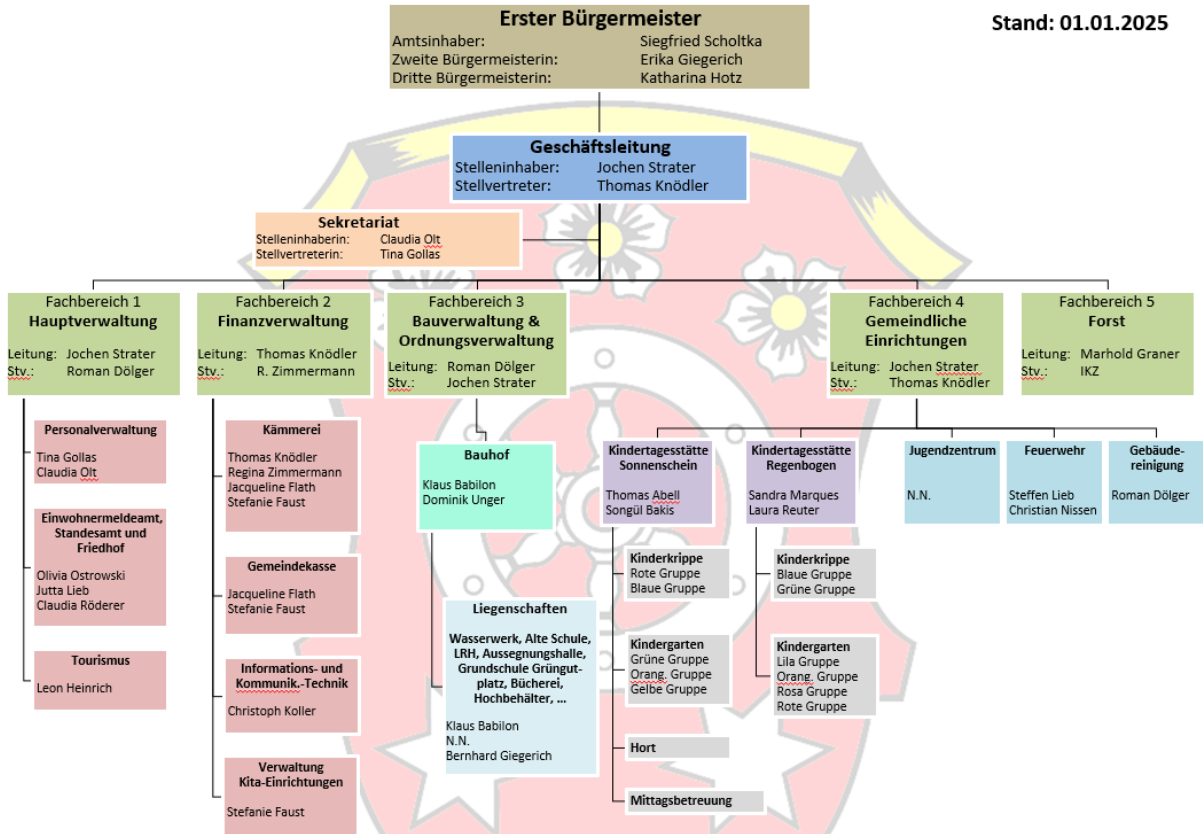 Erster Bürgermeister
Amtsinhaber: Siegfried Scholtka
Zweite Bürgermeisterin: Erika Giegerich
Dritte Bürgermeisterin: Katharina Hotz
Stand: 01.01.2025
Geschäftsleitung
Stelleninhaber: Jochen Strater
Stellvertreter: Thomas Knödler
Sekretariat
Stelleninhaberin: Claudia Olt
Stellvertreterin: Tina Gollas
Fachbereich 1
Hauptverwaltung
Leitung: Jochen Strater
Stv.: Roman Dölger
Fachbereich 2
Finanzverwaltung
Leitung: Thomas Knödler
Stv.: R. Zimmermann
Fachbereich 3
Bauverwaltung &
Ordnungsverwaltung
Leitung: Roman Dölger
Stv.: Jochen Strater
Fachbereich 4
Gemeindliche
Einrichtungen
Leitung: Jochen Strater
Stv.: Thomas Knödler
Fachbereich 5
Forst
Leitung: Marhold Graner
Stv.: IKZ
Personalverwaltung
Tina Gollas
Claudia Olt
Einwohnermeldeamt,
Standesamt und
Friedhof
Olivia Ostrowski
Jutta Lieb
Claudia Röderer
Tourismus
Leon Heinrich
Kämmerei
Thomas Knödler
Regina Zimmermann
Jacqueline Flath
Stefanie Faust
Gemeindekasse
Jacqueline Flath
Stefanie Faust
Informations- und
Kommunik.-Technik
Christoph Koller
Verwaltung
Kita-Einrichtungen
Stefanie Faust
Bauhof
Klaus Babilon
Dominik Unger
Liegenschaften
Wasserwerk, Alte Schule,
LRH, Aussegnungshalle,
Grundschule Grüngut-
platz, Bücherei,
Hochbehälter, ...
Klaus Babilon
N.N.
Bernhard Giegerich
Kindertagesstätte
Sonnenschein
Thomas Abell
Songül Bakis
Kinderkrippe
Rote Gruppe
Blaue Gruppe
Kindergarten
Grüne Gruppe
Orang. Gruppe
Gelbe Gruppe
Hort
Mittagsbetreuung
Kindertagesstätte
Regenbogen
Sandra Marques
Laura Reuter
Kinderkrippe
Blaue Gruppe
Grüne Gruppe
Kindergarten
Lila Gruppe
Orang. Gruppe
Rosa Gruppe
Rote Gruppe
Jugendzentrum
N.N.
Feuerwehr
Steffen Lieb
Christian Nissen
Gebäude-
reinigung
Roman Dölger